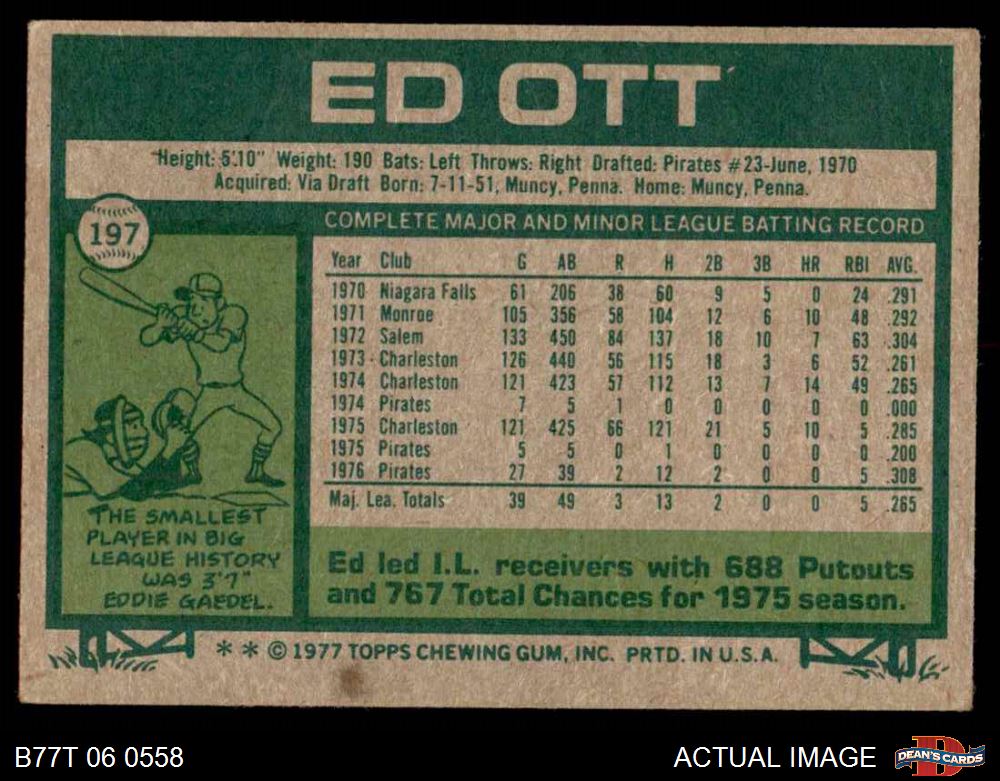 ED OTT
Height: 5'10" Weight: 190 Bats: Left Throws: Right Drafted: Pirates #23-June, 1970
Acquired: Via Draft Born: 7-11-51, Muncy, Penna. Home: Muncy, Penna.
197
COMPLETE MAJOR AND MINOR LEAGUE BATTING RECORD
Year Club G AB R H 2B 3B HR RBI AVG.
1970 Niagara Falls 61 206 38 60 9 5 0 24 .291
1971 Monroe 105 356 58 104 12 6 10 48 .292
1972 Salem 133 450 84 137 18 10 7 63 .304
1973 Charleston 126 440 56 115 18 3 6 52 .261
1974 Charleston 121 423 57 112 13 7 14 49 .265
1974 Pirates 7 5 1 0 0 0 0 0 .000
1975 Charleston 121 425 66 121 21 5 10 5 .285
1975 Pirates 5 5 0 1 0 0 0 0 .200
1976 Pirates 27 39 2 12 2 0 0 5 .308
Maj. Lea. Totals 39 49 3 13 2 0 0 5 .265
THE SMALLEST
PLAYER IN BIG
LEAGUE HISTORY
WAS 3'7"
EDDIE GAEDEL.
Ed led I.L. receivers with 688 Putouts
and 767 Total Chances for 1975 season.
* * © 1977 TOPPS CHEWING GUM, INC. PRTD. IN U.S.A.
B77T 06 0558
ACTUAL IMAGE
D
DEAN'S CARDS